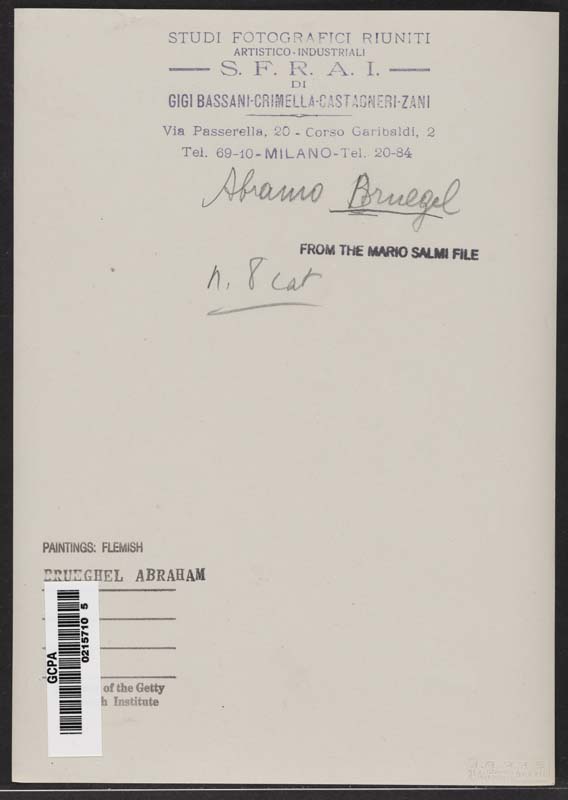 STUDI FOTOGRAFICI RIUNITI
ARTISTICO-INDUSTRIALI
— S. F. R. A. I. —
DI
GIGI BASSANI-CRIMELLA-CASTAGNERI-ZANI
Via Passerella, 20 - Corso Garibaldi, 2
Tel. 69-10-MILANO-Tel. 20-84
Abramo Bruegel
FROM THE MARIO SALMI FILE
n. 8 cat
PAINTINGS: FLEMISH
BRUEGHEL ABRAHAM
GCPA
0215710 5
of the Getty
h Institute